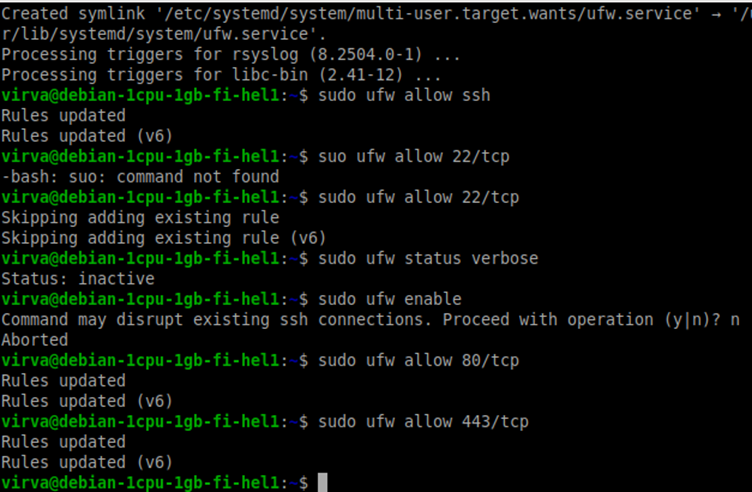 Created symlink '/etc/systemd/system/multi-user.target.wants/ufw.service' → '/u
r/lib/systemd/system/ufw.service'.
Processing triggers for rsyslog (8.2504.0-1) ...
Processing triggers for libc-bin (2.41-12) ...
virva@debian-1cpu-1gb-fi-hel1:~$ sudo ufw allow ssh
Rules updated
Rules updated (v6)
virva@debian-1cpu-1gb-fi-hel1:~$ suo ufw allow 22/tcp
-bash: suo: command not found
virva@debian-1cpu-1gb-fi-hel1:~$ sudo ufw allow 22/tcp
Skipping adding existing rule
Skipping adding existing rule (v6)
virva@debian-1cpu-1gb-fi-hel1:~$ sudo ufw status verbose
Status: inactive
virva@debian-1cpu-1gb-fi-hel1:~$ sudo ufw enable
Command may disrupt existing ssh connections. Proceed with operation (y|n)? n
Aborted
virva@debian-1cpu-1gb-fi-hel1:~$ sudo ufw allow 80/tcp
Rules updated
Rules updated (v6)
virva@debian-1cpu-1gb-fi-hel1:~$ sudo ufw allow 443/tcp
Rules updated
Rules updated (v6)
virva@debian-1cpu-1gb-fi-hel1:~$